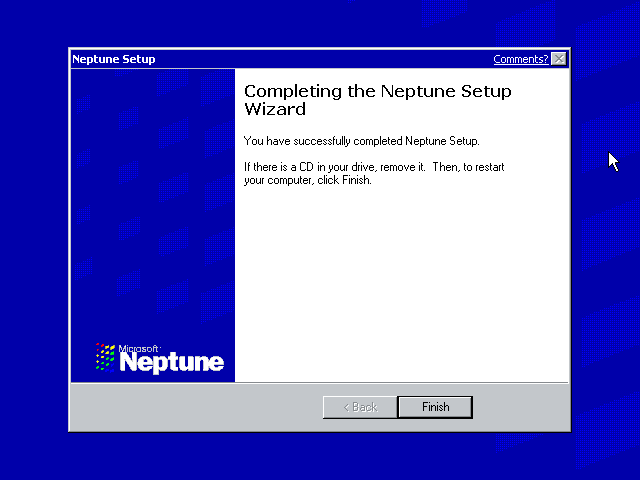 Neptune Setup
Comments?
Completing the Neptune Setup
Wizard
You have successfully completed Neptune Setup.
If there is a CD in your drive, remove it. Then, to restart
your computer, click Finish.
Microsoft
Neptune
< Back
Finish